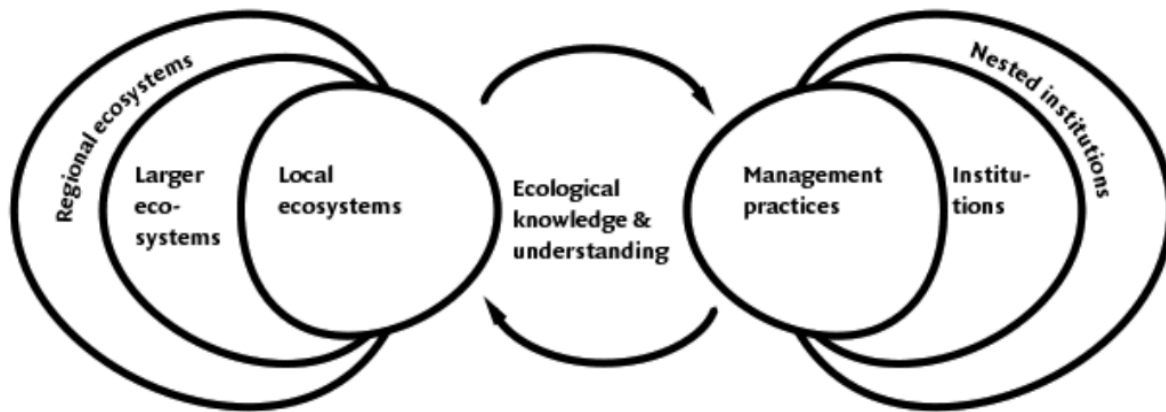 Regional ecosystems
Larger
eco-
systems
Local
ecosystems
Ecological
knowledge &
understanding
Management
practices
Institu-
tions
Nested institutions